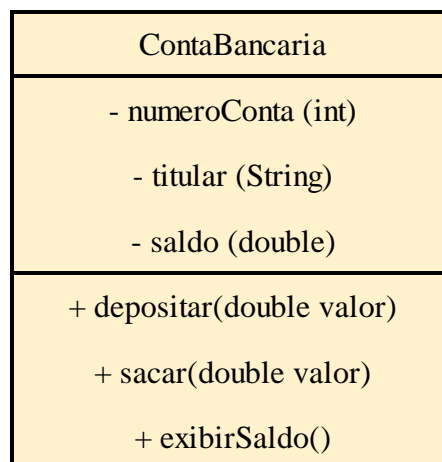 ContaBancaria
- numeroConta (int)
- titular (String)
- saldo (double)
+ depositar(double valor)
+ sacar(double valor)
+ exibirSaldo()